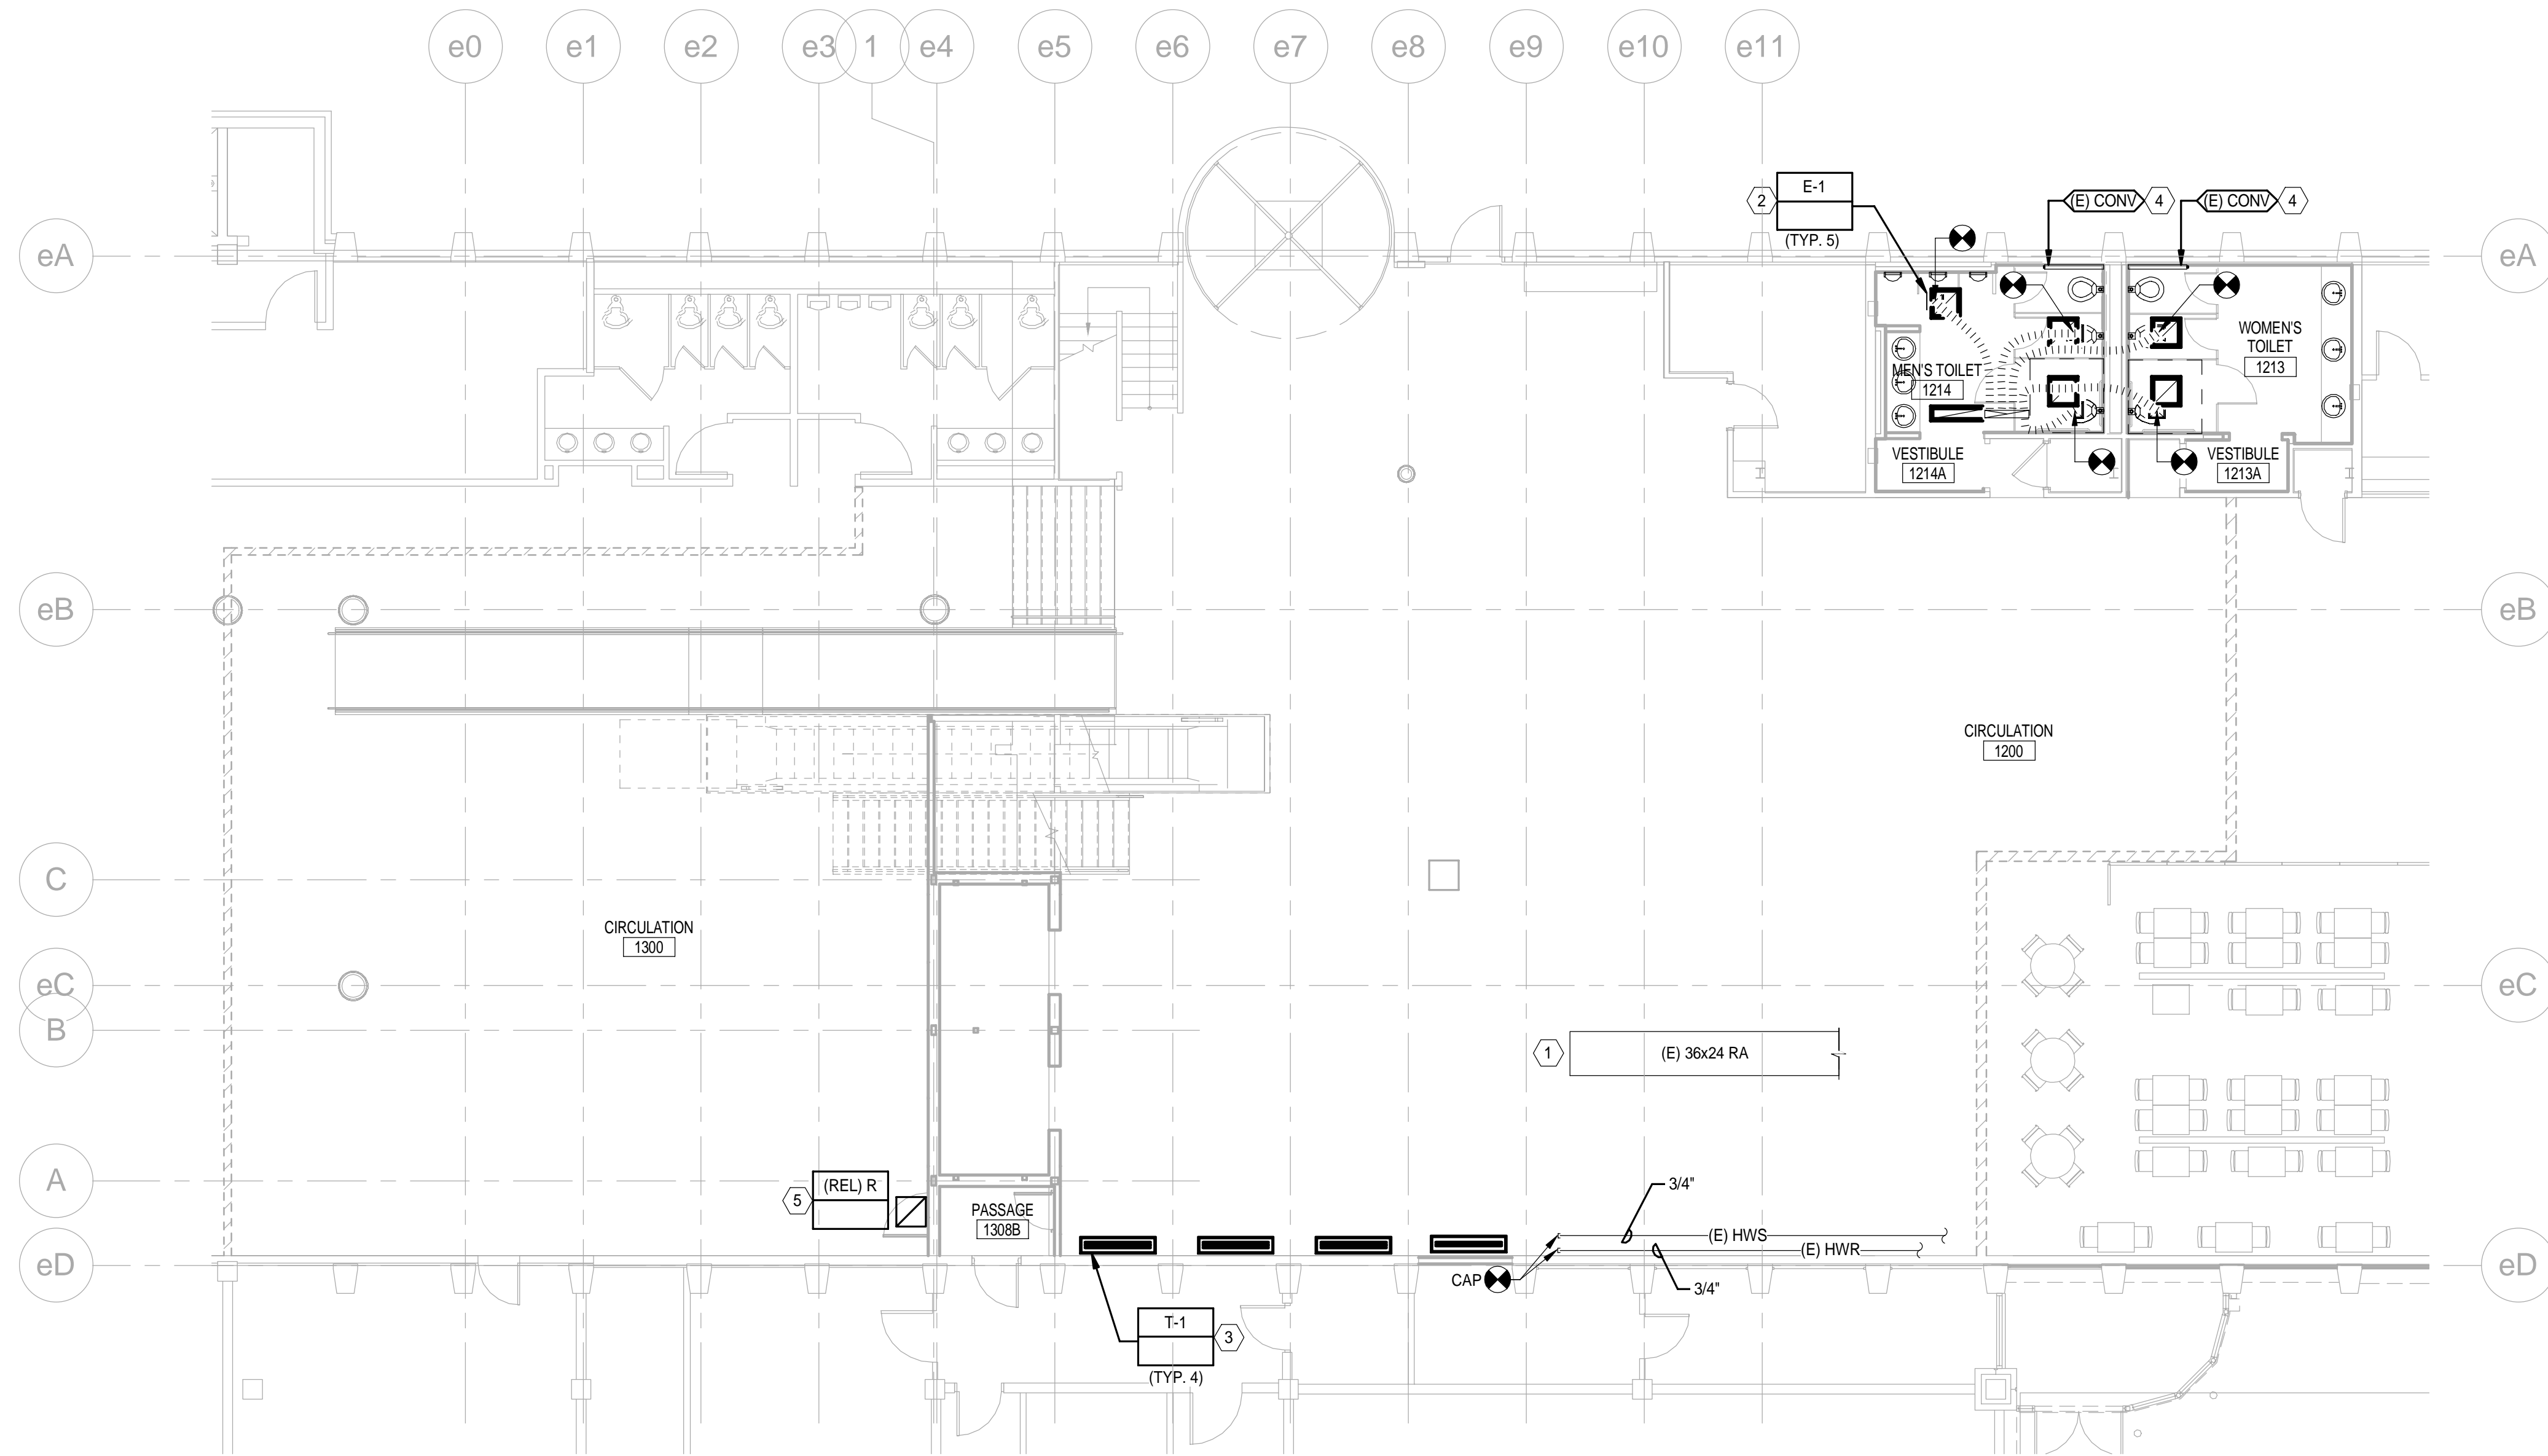 e0
e1
e2
e3
1
e4
e5
e6
e7
e8
e9
e10
e11
E-1
2
(TYP. 5)
(E) CONV
4
(E) CONV
4
eA
eA
WOMEN'S
TOILET
1213
MEN'S TOILET
1214
VESTIBULE
1214A
VESTIBULE
1213A
eB
eB
CIRCULATION
1200
C
CIRCULATION
1300
eC
eC
B
1
(E) 36x24 RA
A
5
(REL) R
PASSAGE
1308B
3/4"
(E) HWS
(E) HWR
eD
eD
CAP
3/4"
T-1
3
(TYP. 4)